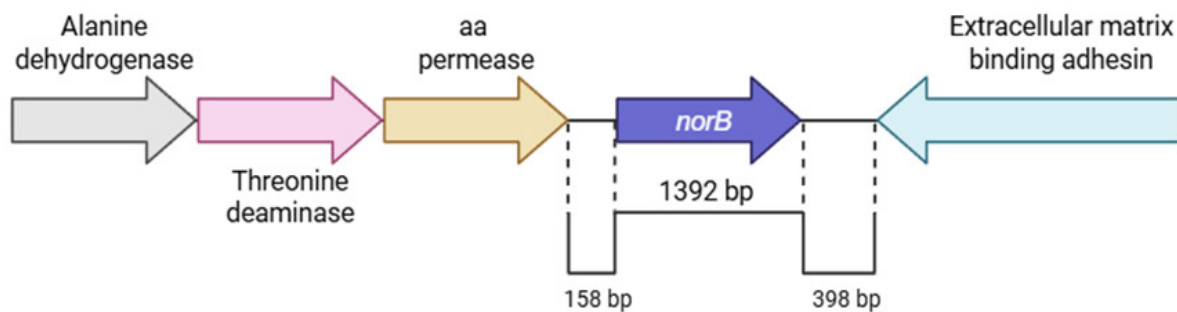 Alanine
dehydrogenase
aa
permease
Extracellular matrix
binding adhesin
norB
Threonine
deaminase
1392 bp
158 bp
398 bp